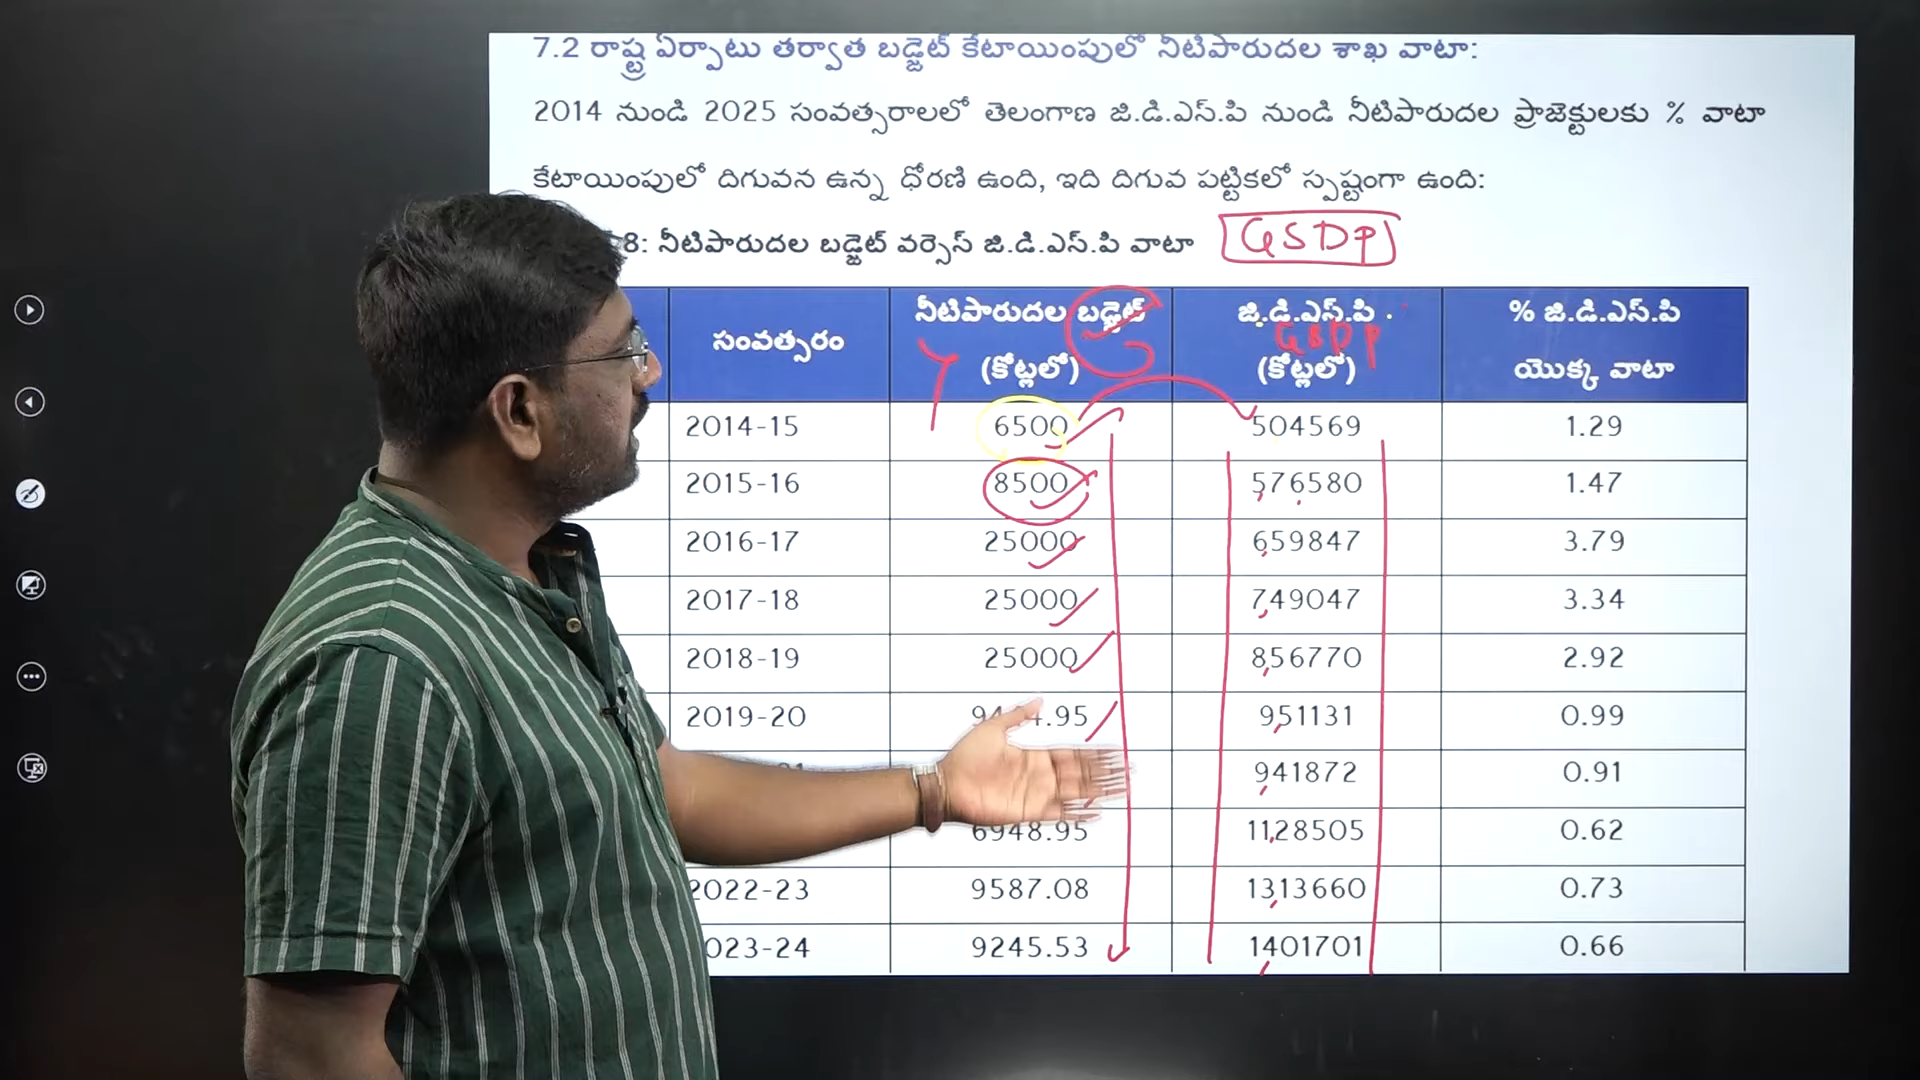 7.2 రాష్ట్ర ఏర్పాటు తర్వాత బడ్జెట్ కేటాయింపులో నీటిపారుదల శాఖ వాటా:
2014 నుండి 2025 సంవత్సరాలలో తెలంగాణ జి.డి.ఎస్.పి నుండి నీటిపారుదల ప్రాజెక్టులకు % వాటా
కేటాయింపులో దిగువన ఉన్న ధోరణి ఉంది, ఇది దిగువ పట్టికలో స్పష్టంగా ఉంది:
8: నీటిపారుదల బడ్జెట్ వర్సెస్ జి.డి.ఎస్.పి వాటా GSDP
సంవత్సరం నీటిపారుదల బడ్జెట్ (కోట్లలో) జి.డి.ఎస్.పి (కోట్లలో) % జి.డి.ఎస్.పి యొక్క వాటా
GSDP
2014-15 6500 504569 1.29
2015-16 8500 576580 1.47
2016-17 25000 659847 3.79
2017-18 25000 749047 3.34
2018-19 25000 856770 2.92
2019-20 951131 0.99
941872 0.91
6948.95 1128505 0.62
2022-23 9587.08 1313660 0.73
023-24 9245.53 1401701 0.66